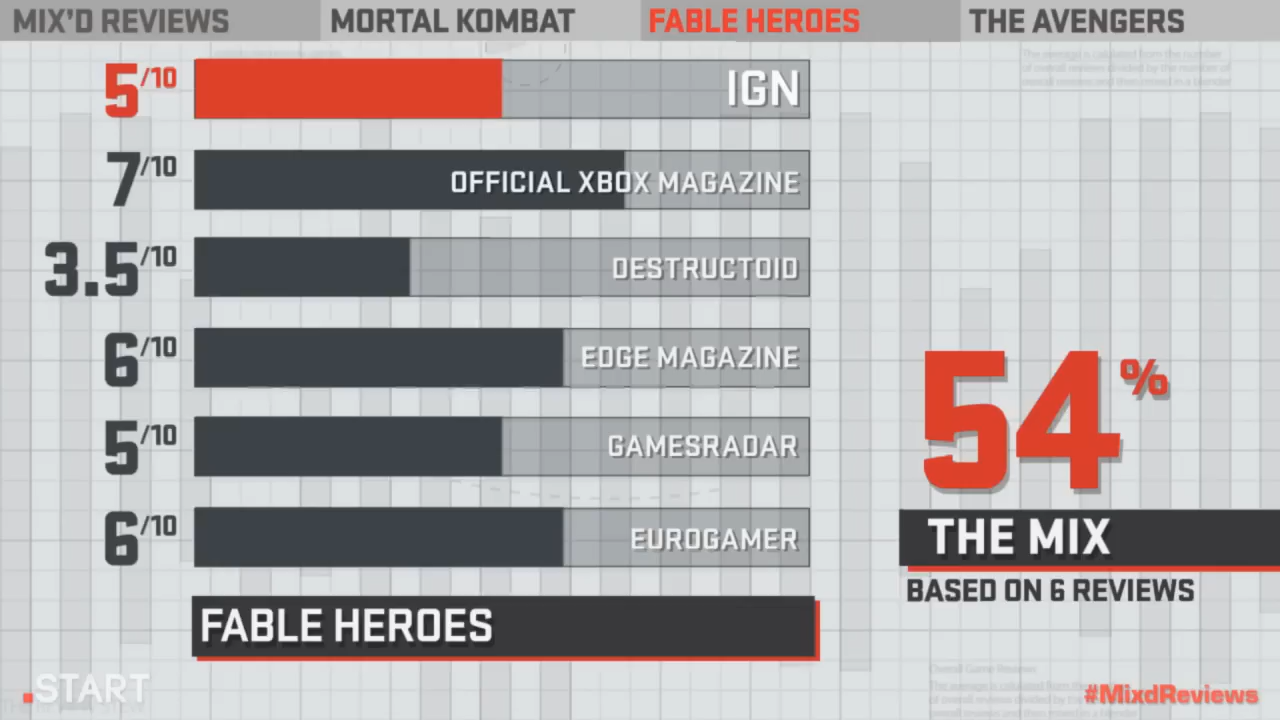 MIX'D REVIEWS
MORTAL KOMBAT
FABLE HEROES
THE AVENGERS
5/10
IGN
7/10
OFFICIAL XBOX MAGAZINE
3.5/10
DESTRUCTOID
6/10
EDGE MAGAZINE
5/10
GAMESRADAR
6/10
EUROGAMER
FABLE HEROES
54%
THE MIX
BASED ON 6 REVIEWS
.START
#MixdReviews